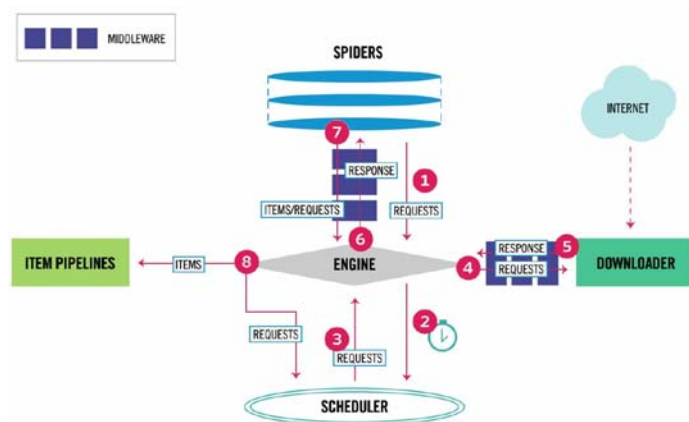 MIDDLEWARE
SPIDERS
INTERNET
7
RESPONSE
1
ITEMS/REQUESTS
REQUESTS
6
RESPONSE
5
ITEM PIPELINES
ITEMS
8
ENGINE
4
REQUESTS
DOWNLOADER
2
REQUESTS
3
REQUESTS
SCHEDULER